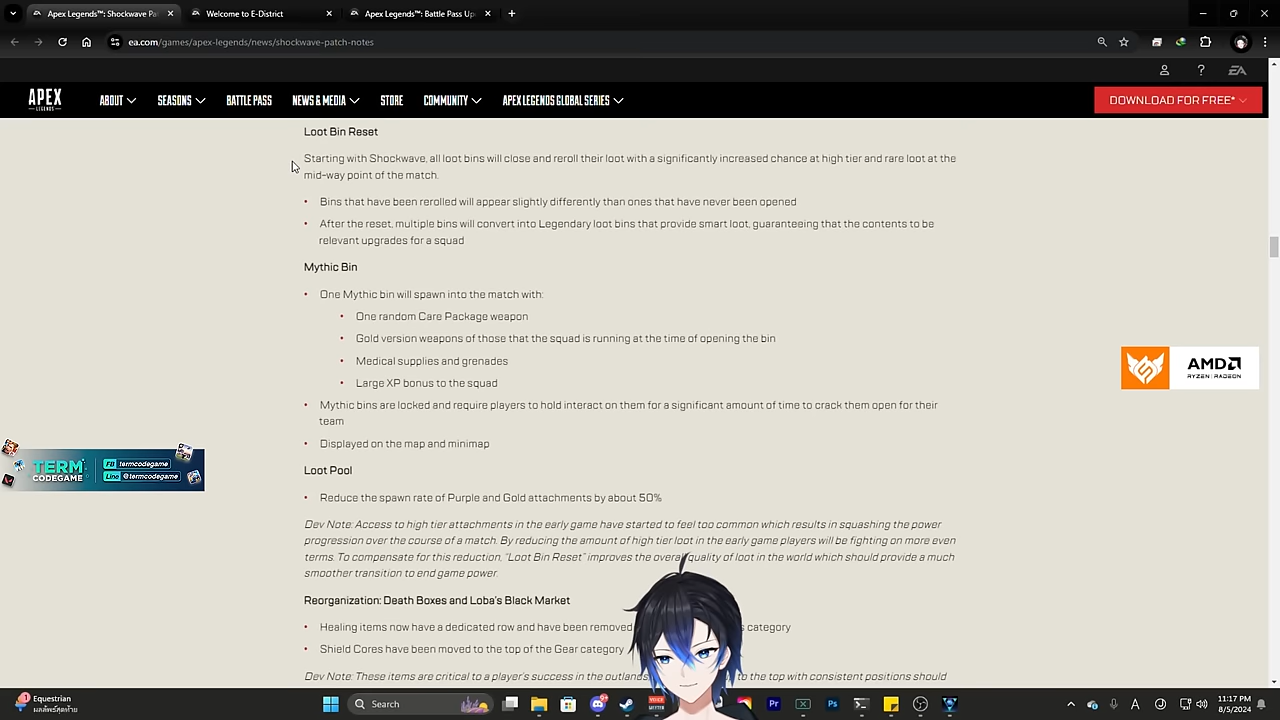 Apex Legends™: Shockwave Pa
Welcome to E-District
Apex Legends™: Battle Pass Up
ea.com/games/apex-legends/news/shockwave-patch-notes
EA
APEX
LEGENDS
ABOUT
SEASONS
BATTLE PASS
NEWS & MEDIA
STORE
COMMUNITY
APEX LEGENDS GLOBAL SERIES
DOWNLOAD FOR FREE*
Loot Bin Reset
Starting with Shockwave, all loot bins will close and reroll their loot with a significantly increased chance at high tier and rare loot at the
mid-way point of the match.
Bins that have been rerolled will appear slightly differently than ones that have never been opened
After the reset, multiple bins will convert into Legendary loot bins that provide smart loot, guaranteeing that the contents to be
relevant upgrades for a squad
Mythic Bin
One Mythic bin will spawn into the match with:
One random Care Package weapon
Gold version weapons of those that the squad is running at the time of opening the bin
Medical supplies and grenades
Large XP bonus to the squad
Mythic bins are locked and require players to hold interact on them for a significant amount of time to crack them open for their
team
Displayed on the map and minimap
AMD
RYZEN | RADEON
TERM
CODEGAME
FB termcodegame
Line @termcodegame
Loot Pool
Reduce the spawn rate of Purple and Gold attachments by about 50%
Dev Note: Access to high tier attachments in the early game have started to feel too common which results in squashing the power
progression over the course of a match. By reducing the amount of high tier loot in the early game players will be fighting on more even
terms. To compensate for this reduction, "Loot Bin Reset" improves the overall quality of loot in the world which should provide a much
smoother transition to end game power.
Reorganization: Death Boxes and Loba's Black Market
Healing items now have a dedicated row and have been removed category
Shield Cores have been moved to the top of the Gear category
Dev Note: These items are critical to a player's success in the outlands to the top with consistent positions should
Equestrian
ผลลัพธ์สุดท้าย
Search
11:17 PM
8/5/2024